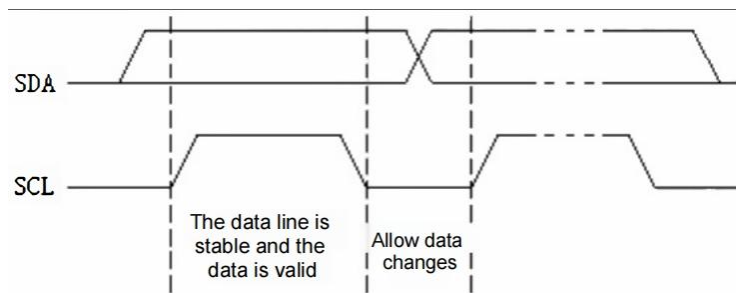 SDA
SCL
The data line is
stable and the
data is valid
Allow data
changes